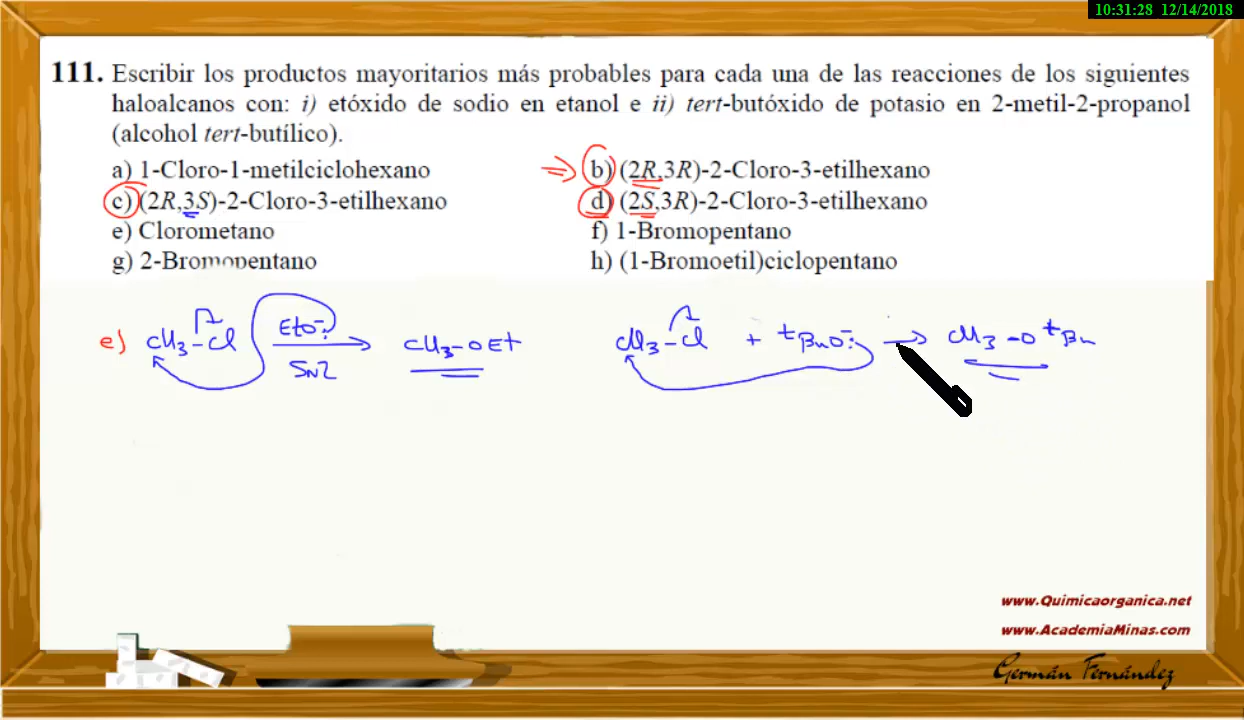 10:31:28 12/14/2018
111. Escribir los productos mayoritarios más probables para cada una de las reacciones de los siguientes
haloalcanos con: i) etóxido de sodio en etanol e ii) tert-butóxido de potasio en 2-metil-2-propanol
(alcohol tert-butílico).
a) 1-Cloro-1-metilciclohexano
b) (2R,3R)-2-Cloro-3-etilhexano
c) (2R,3S)-2-Cloro-3-etilhexano
d) (2S,3R)-2-Cloro-3-etilhexano
e) Clorometano
f) 1-Bromopentano
g) 2-Bromopentano
h) (1-Bromoetil)ciclopentano
e) CH3-Cl EtO-: → CH3-OEt CH3-Cl + tBuO-: → CH3-OtBu
SN2
www.Quimicaorganica.net
www.AcademiaMinas.com
Germán Fernández